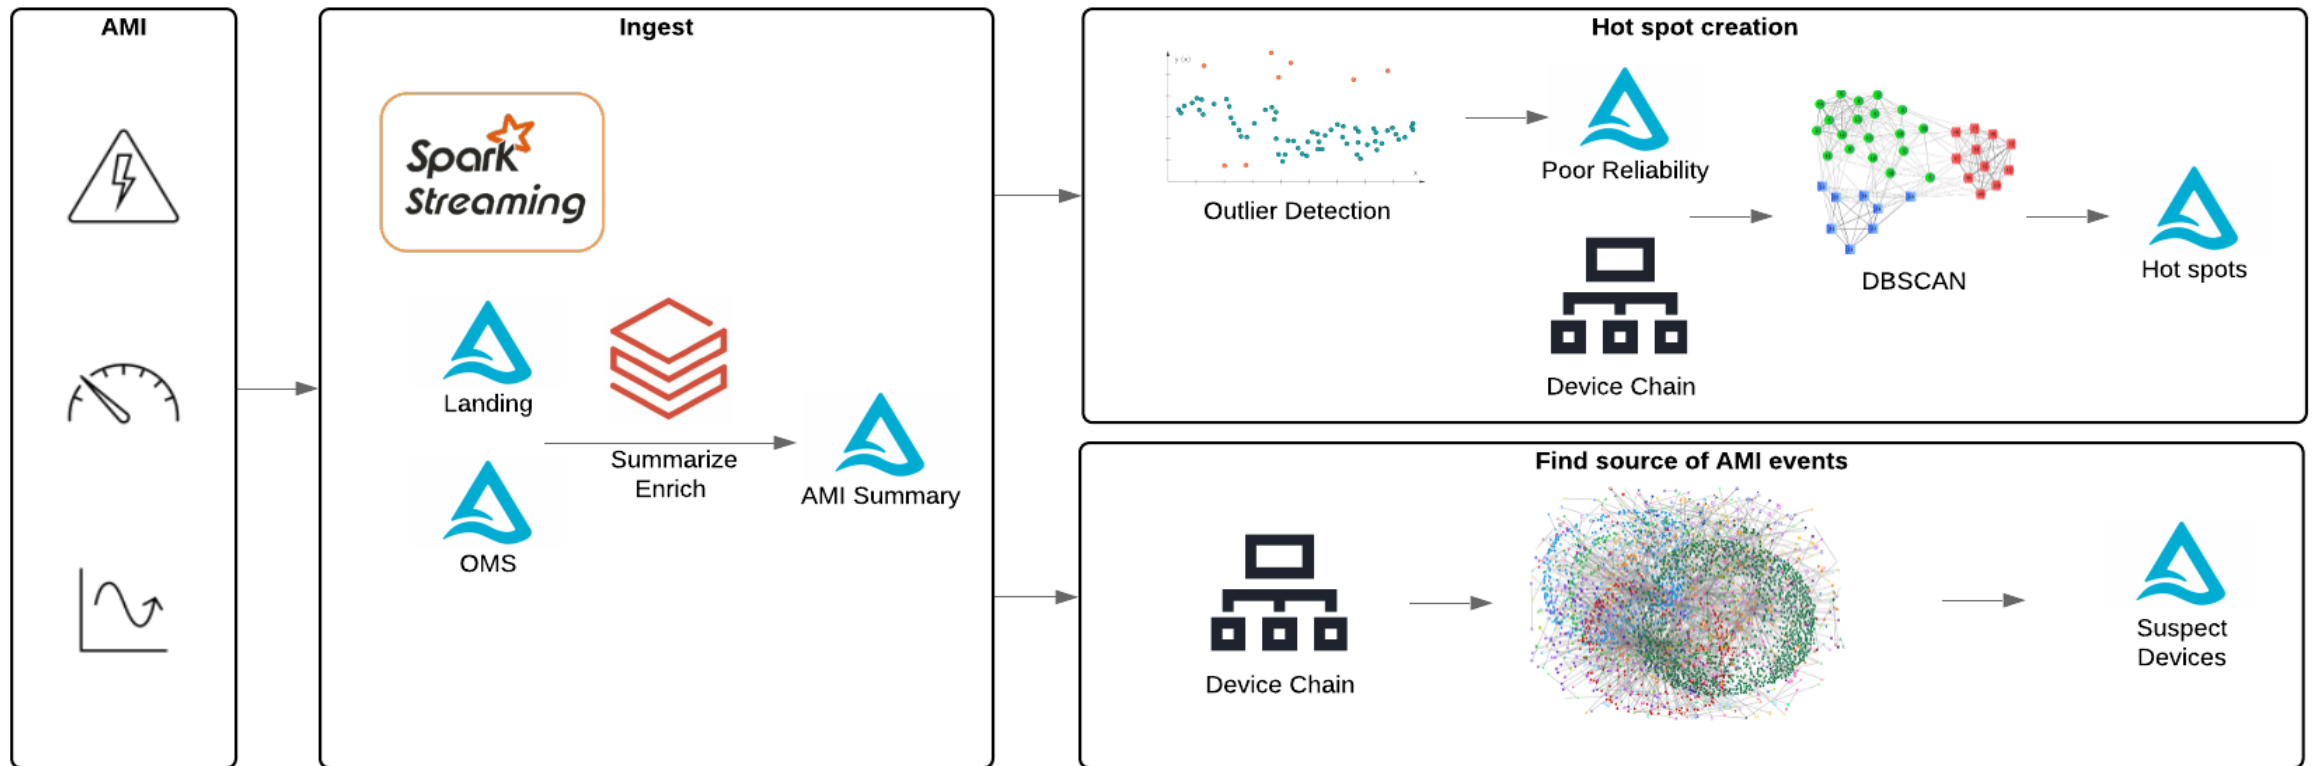 AMI
Ingest
Spark
Streaming
Landing
Summarize
Enrich
AMI Summary
OMS
Hot spot creation
y (x)
x
Outlier Detection
Poor Reliability
Device Chain
DBSCAN
Hot spots
Find source of AMI events
Device Chain
Suspect
Devices